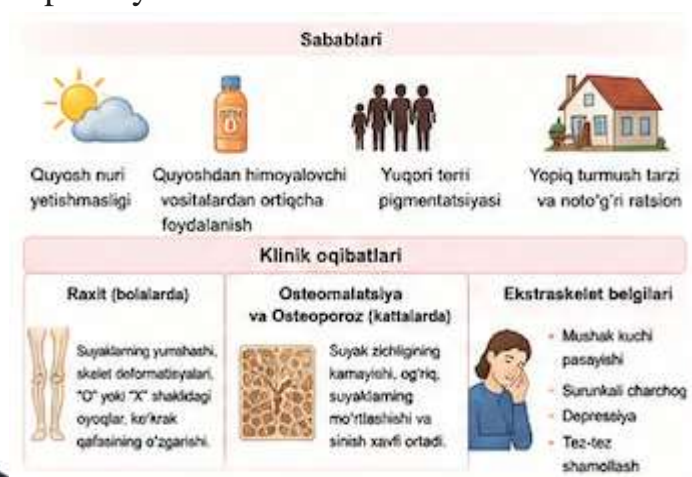 Sabablari
Quyosh nuri
yetishmasligi
Quyoshdan himoyalovchi
vositalardan ortiqcha
foydalanish
Yuqori terri
pigmentatsiyasi
Yopiq turmush tarzi
va noto'g'ri ratsion
Klinik oqibatlari
Raxit (bolalarda)
Suyaklarning yumshashi,
skelet deformatsiyalari,
"O" yoki "X" shaklidagi
oyoqlar, ko'krak
qafasining o'zgarishi.
Osteomalatsiya
va Osteoporoz (kattalarda)
Suyak zichligining
kamayishi, og'riq,
suyaklarning
mo'rtlashishi va
sinish xavfi ortadi.
Ekstraskelet belgilari
• Mushak kuchi
pasayishi
• Surunkali charchog
• Depressiya
• Tez-tez
shamollash